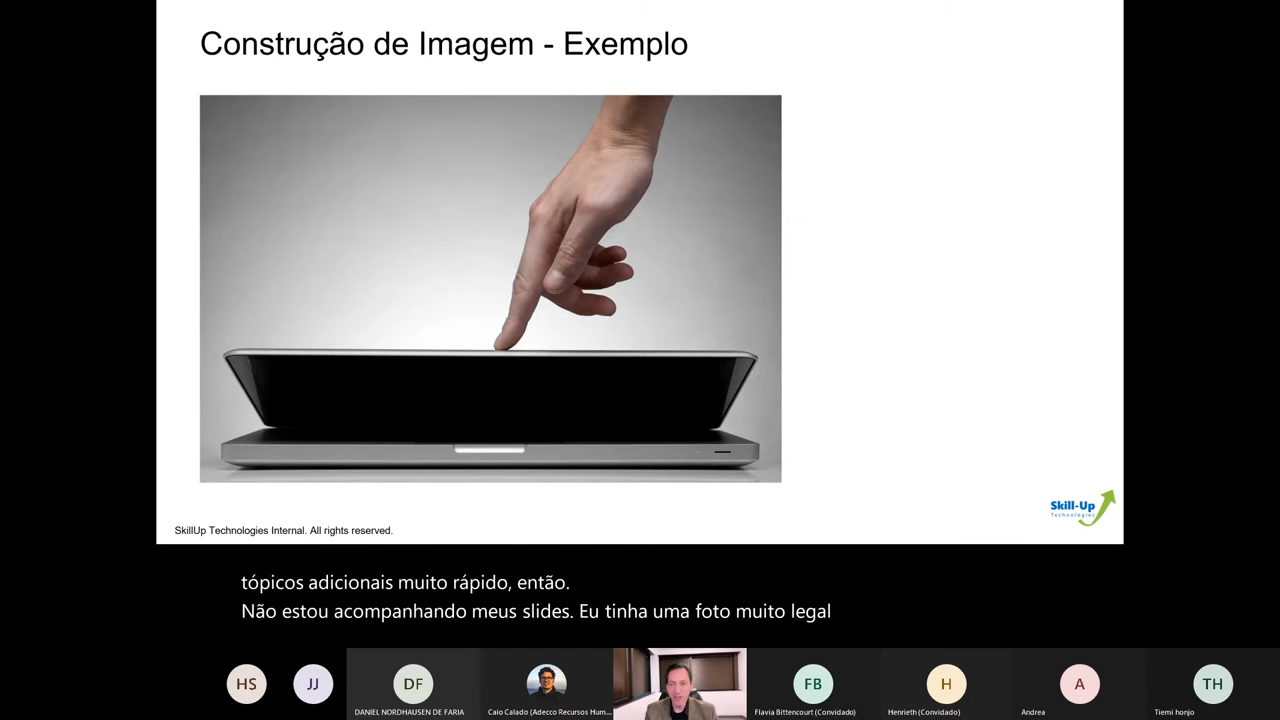 Construção de Imagem - Exemplo
Skill-Up
Technologies
SkillUp Technologies Internal. All rights reserved.
tópicos adicionais muito rápido, então.
Não estou acompanhando meus slides. Eu tinha uma foto muito legal
HS
JJ
DF
FB
H
A
TH
DANIEL NORDHAUSEN DE FARIA
Caio Calado (Adecco Recursos Hum...
Flavia Bittencourt (Convidado)
Henrieth (Convidado)
Andrea
Tiemi honjo